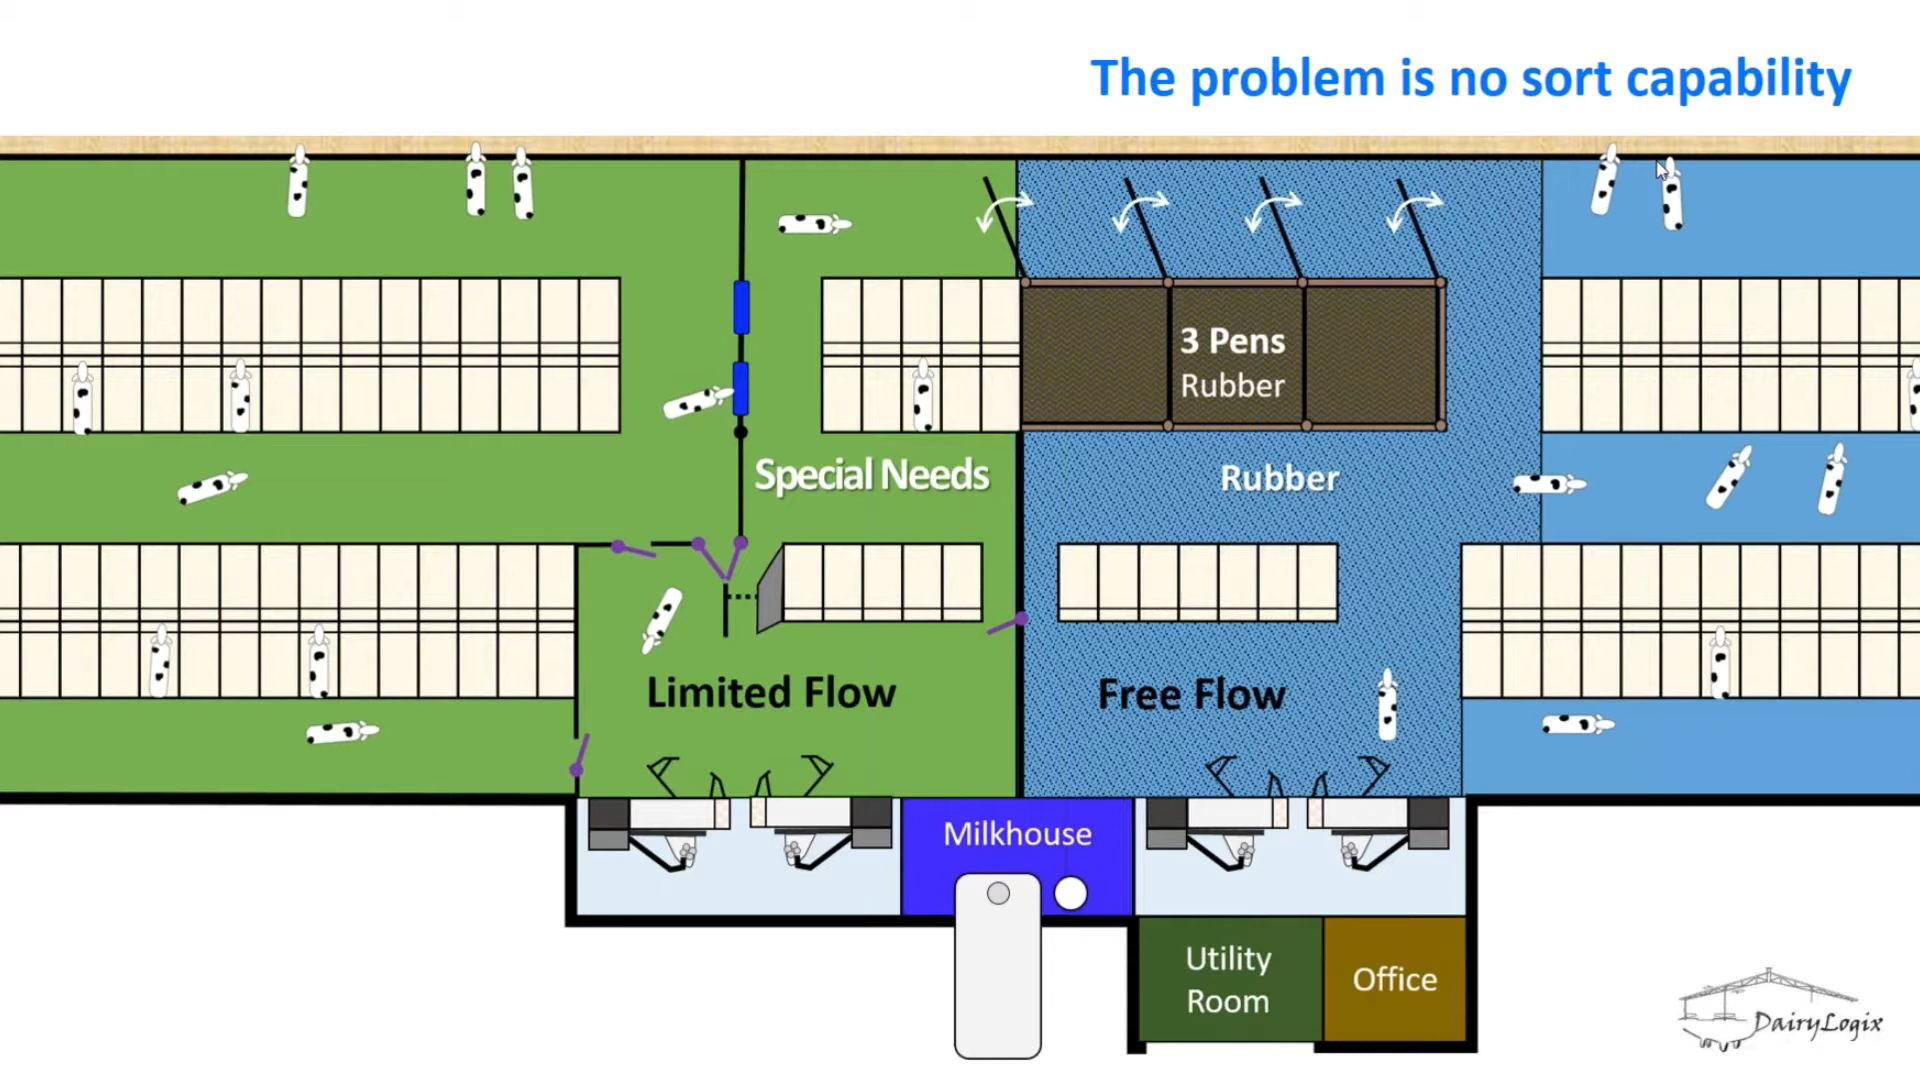 The problem is no sort capability
3 Pens
Rubber
Special Needs
Rubber
Limited Flow
Free Flow
Milkhouse
Utility
Room
Office
DairyLogix